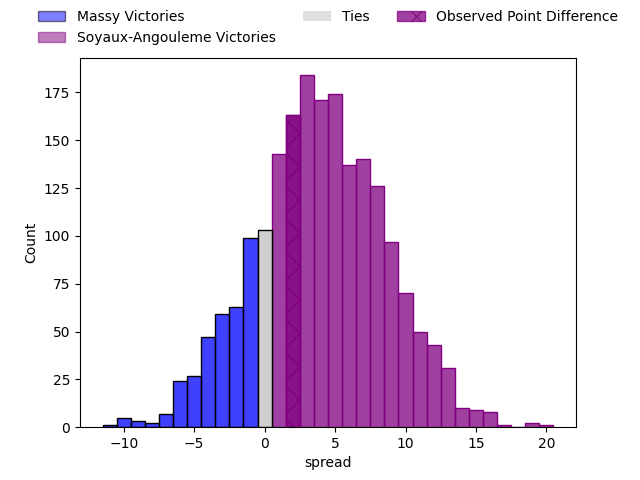 Massy Victories
Soyaux-Angouleme Victories
Ties
Observed Point Difference
Count
175
150
125
100
75
50
25
0
−10
−5
0
5
10
15
20
spread